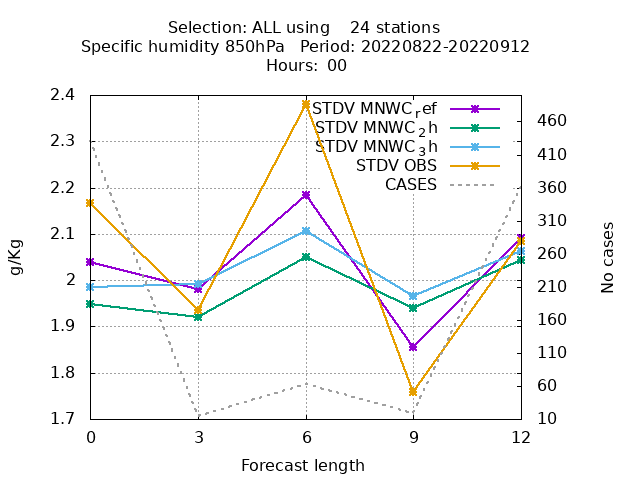 Selection: ALL using    24 stations
Specific humidity 850hPa   Period: 20220822-20220912
Hours: 00
STDV MNWC_ref
STDV MNWC_2h
STDV MNWC_3h
STDV OBS
CASES
2.4
2.3
2.2
2.1
2
1.9
1.8
1.7
g/Kg
460
410
360
310
260
210
160
110
60
10
No cases
0 3 6 9 12
Forecast length